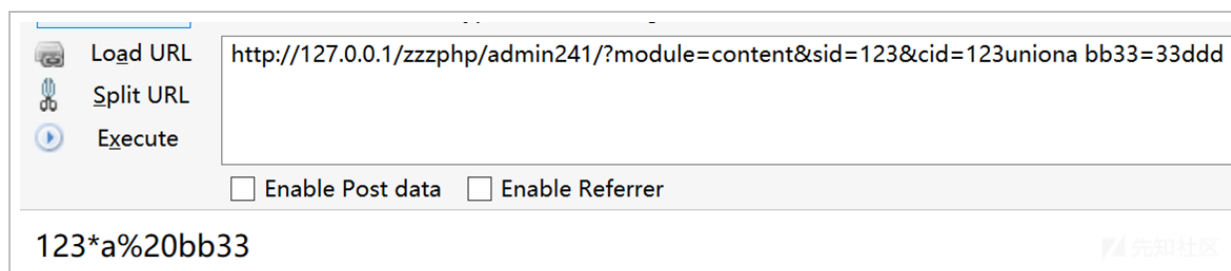 Load URL
http://127.0.0.1/zzzphp/admin241/?module=content&sid=123&cid=123uniona bb33=33ddd
Split URL
Execute
Enable Post data
Enable Referrer
123*a%20bb33
先知社区